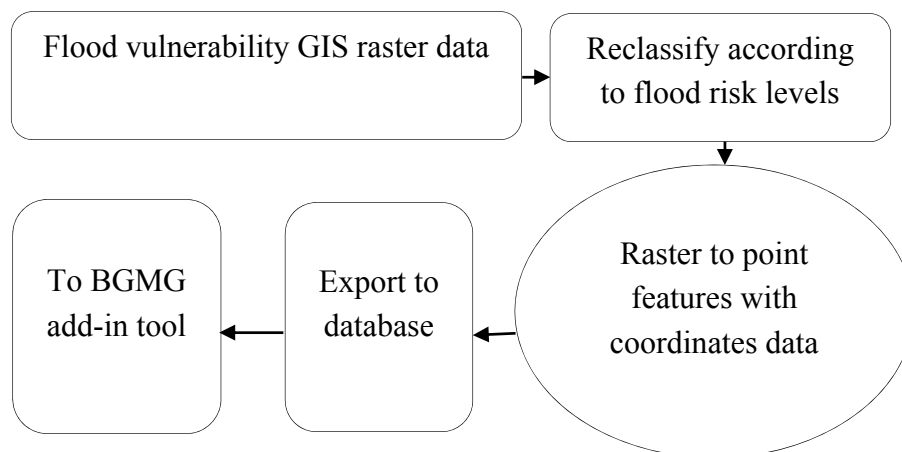 Flood vulnerability GIS raster data
Reclassify according
to flood risk levels
Raster to point
features with
coordinates data
Export to
database
To BGMG
add-in tool